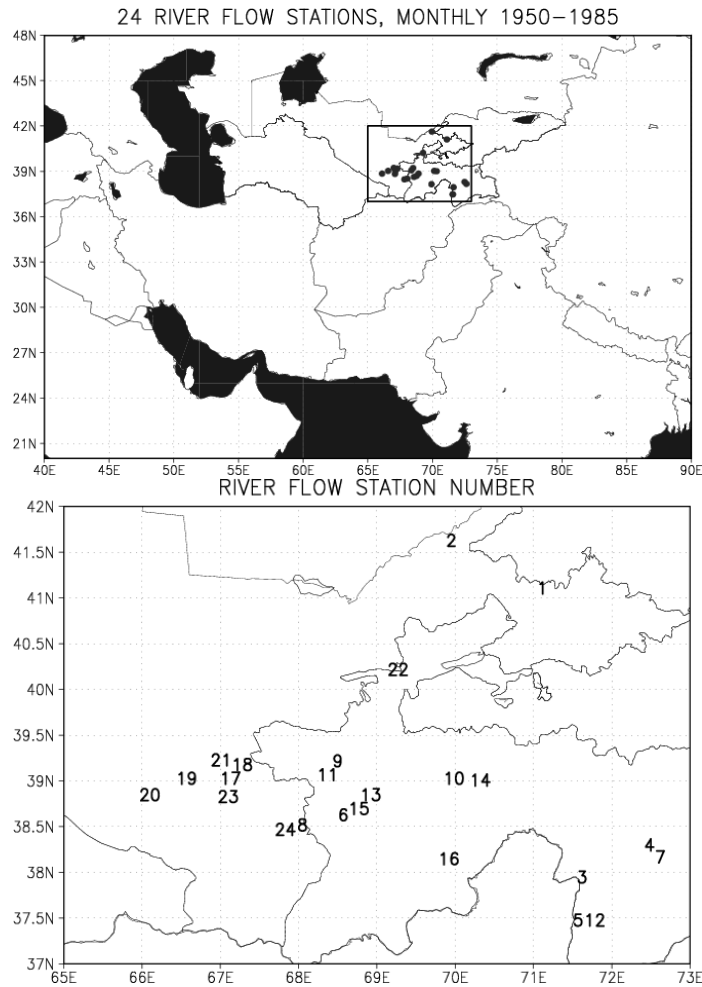 24 RIVER FLOW STATIONS, MONTHLY 1950–1985
48N
45N
42N
39N
36N
33N
30N
27N
24N
21N
40E 45E 50E 55E 60E 65E 70E 75E 80E 85E 90E
RIVER FLOW STATION NUMBER
42N
2
41.5N
41N
1
40.5N
22
40N
39.5N
21 18 9
39N
19 17 11 10 14
20 23 13
15
6
38.5N
24 8
4
7
16
38N
3
37.5N
5 12
37N
65E 66E 67E 68E 69E 70E 71E 72E 73E